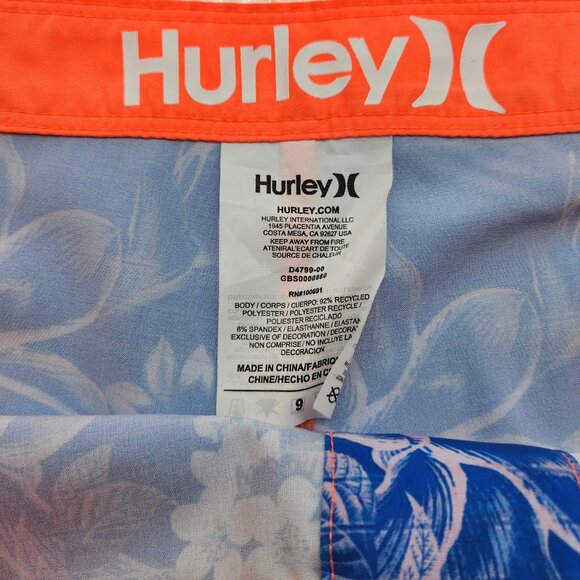 Hurley
Hurley
HURLEY.COM
HURLEY INTERNATIONAL LLC
1945 PLACENTIA AVENUE
COSTA MESA, CA 92627 USA
KEEP AWAY FROM FIRE
ATENIRALECART DE TOUTE
SOURCE DE CHALEUR
D4799-00
GBS0000880
RN#100691
BODY / CORPS / CUERPO: 92% RECYCLED
POLYESTER / POLYESTER RECYCLE /
POLIESTER RECICLADO
8% SPANDEX / ELASTHANNE / ELASTAN
EXCLUSIVE OF DECORATION / DECORAT
NON COMPRISE / NO INCLUYE LA
DECORACION
MADE IN CHINA/FABRIQ
CHINE/HECHO EN C
9